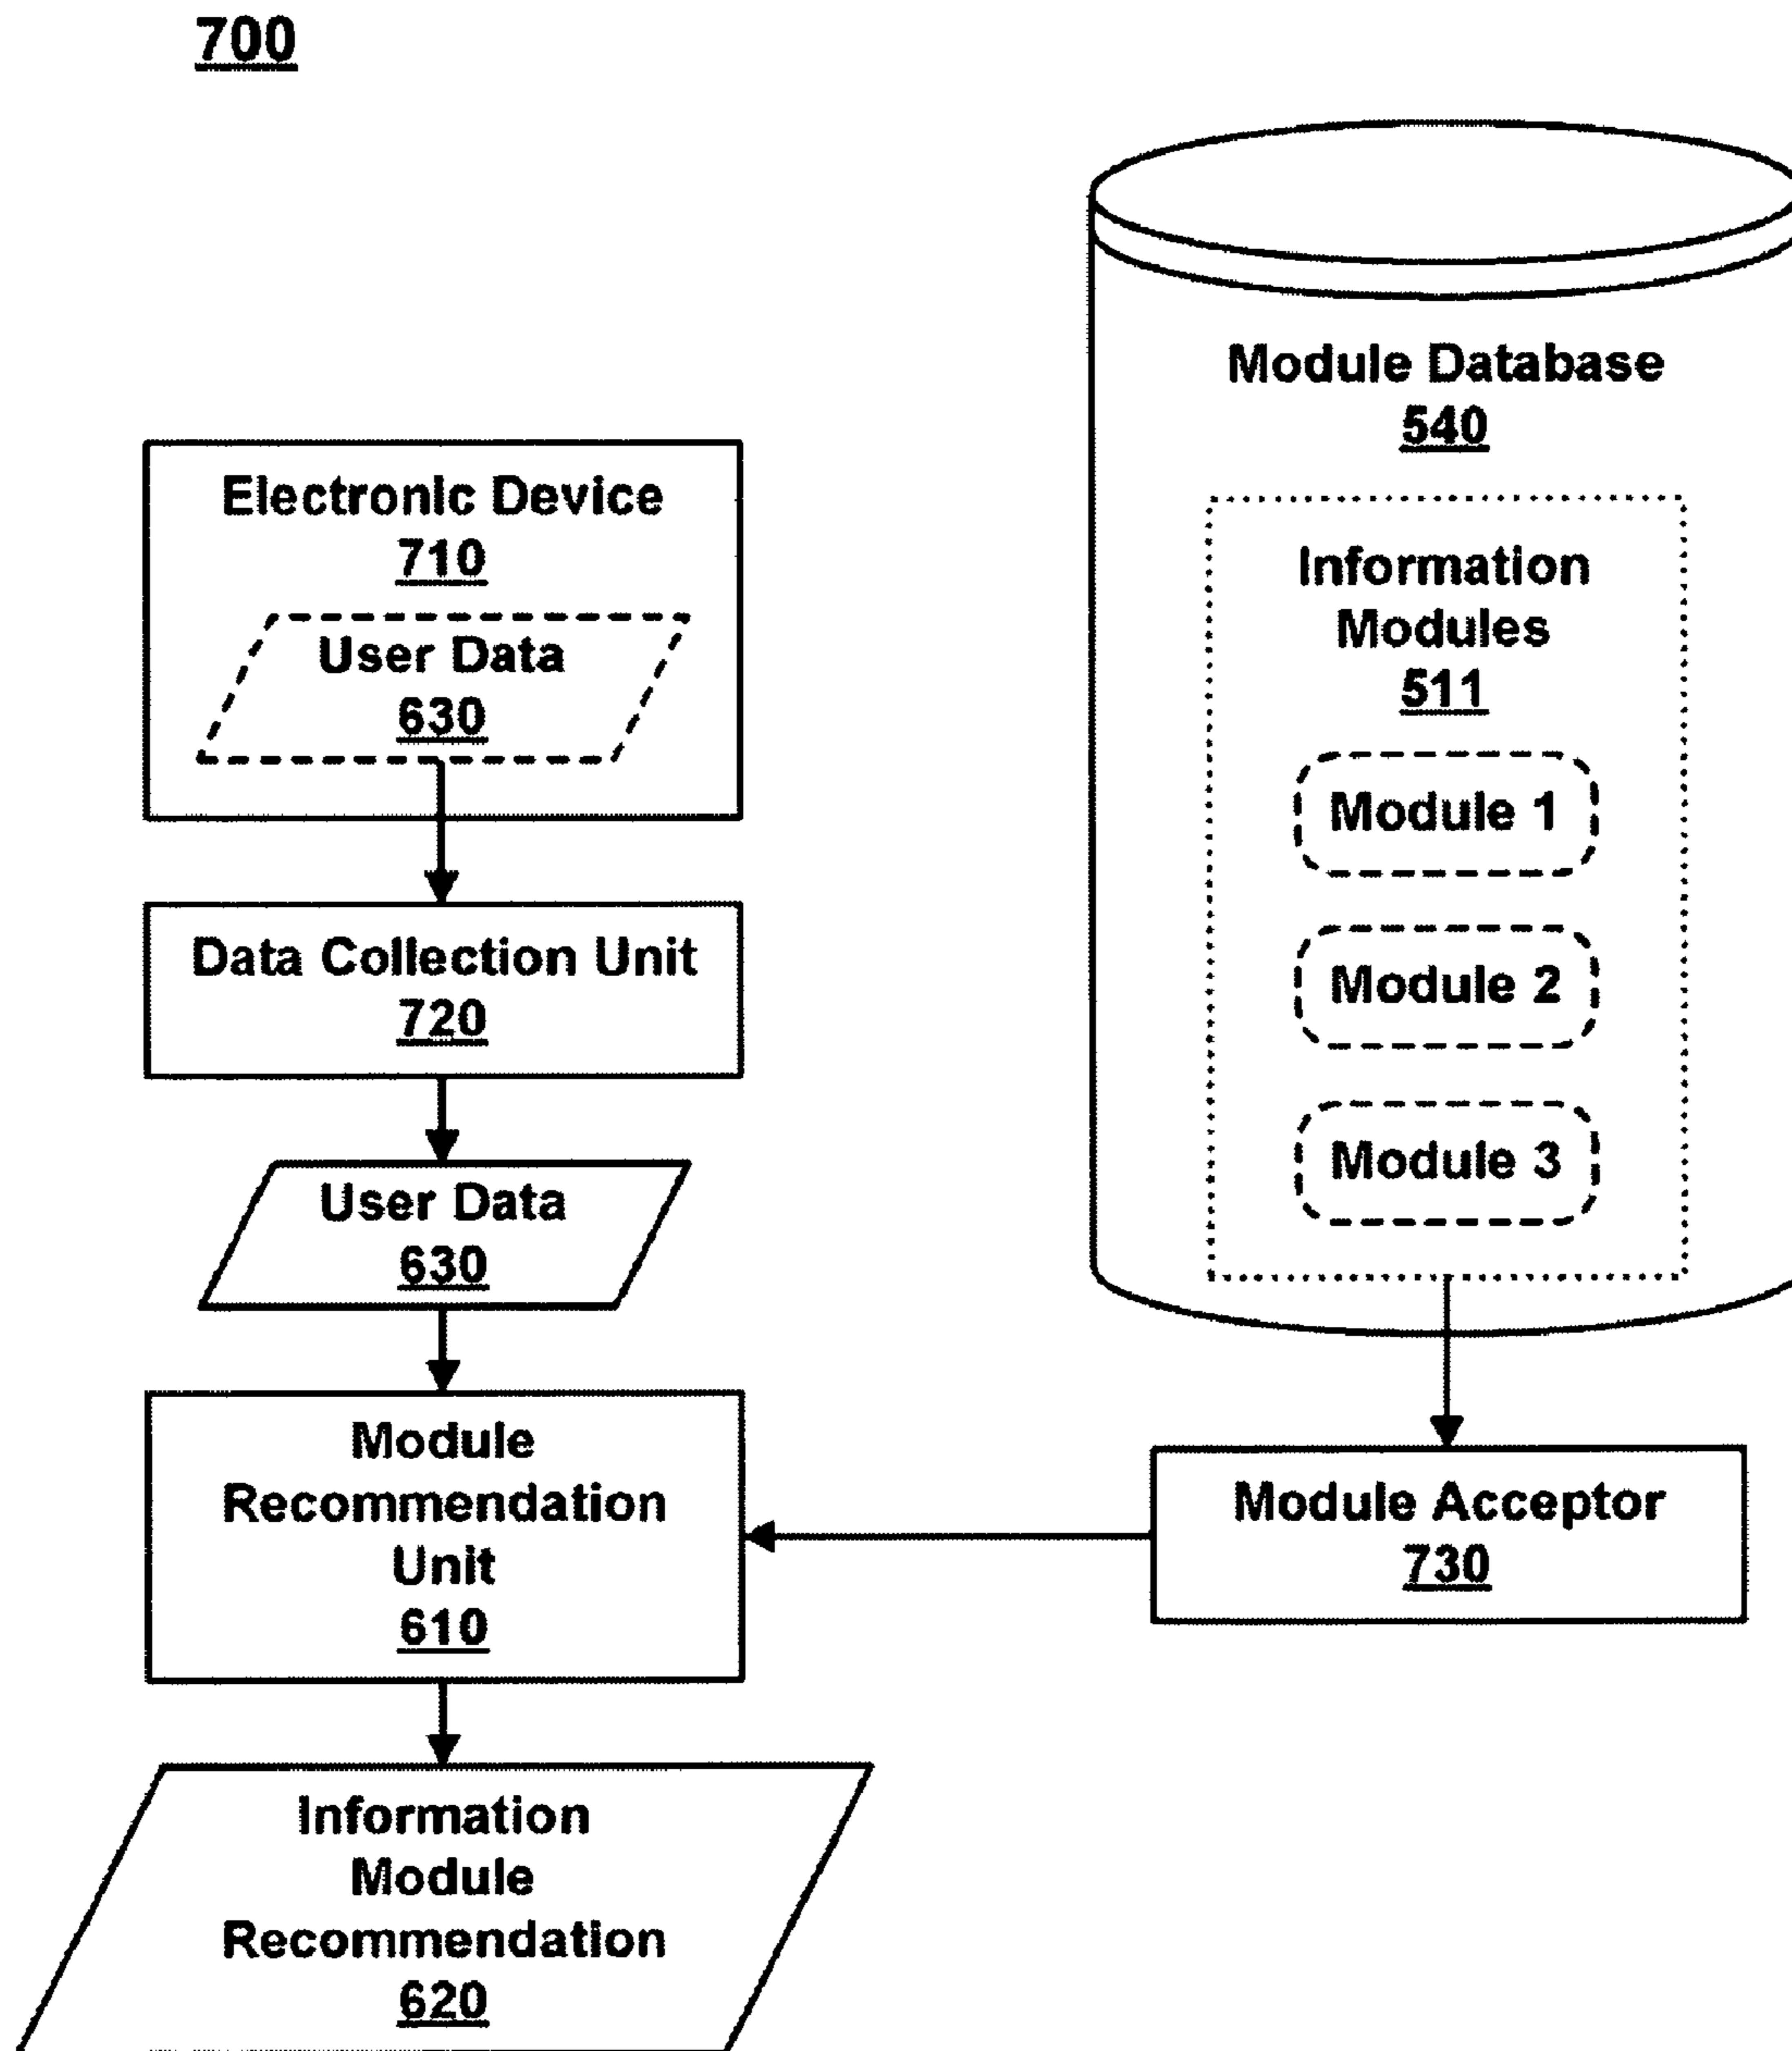 700
Module Database
540
Electronic Device
710
User Data
630
Information
Modules
511
Module 1
Module 2
Module 3
Data Collection Unit
720
User Data
630
Module
Recommendation
Unit
610
Module Acceptor
730
Information
Module
Recommendation
620